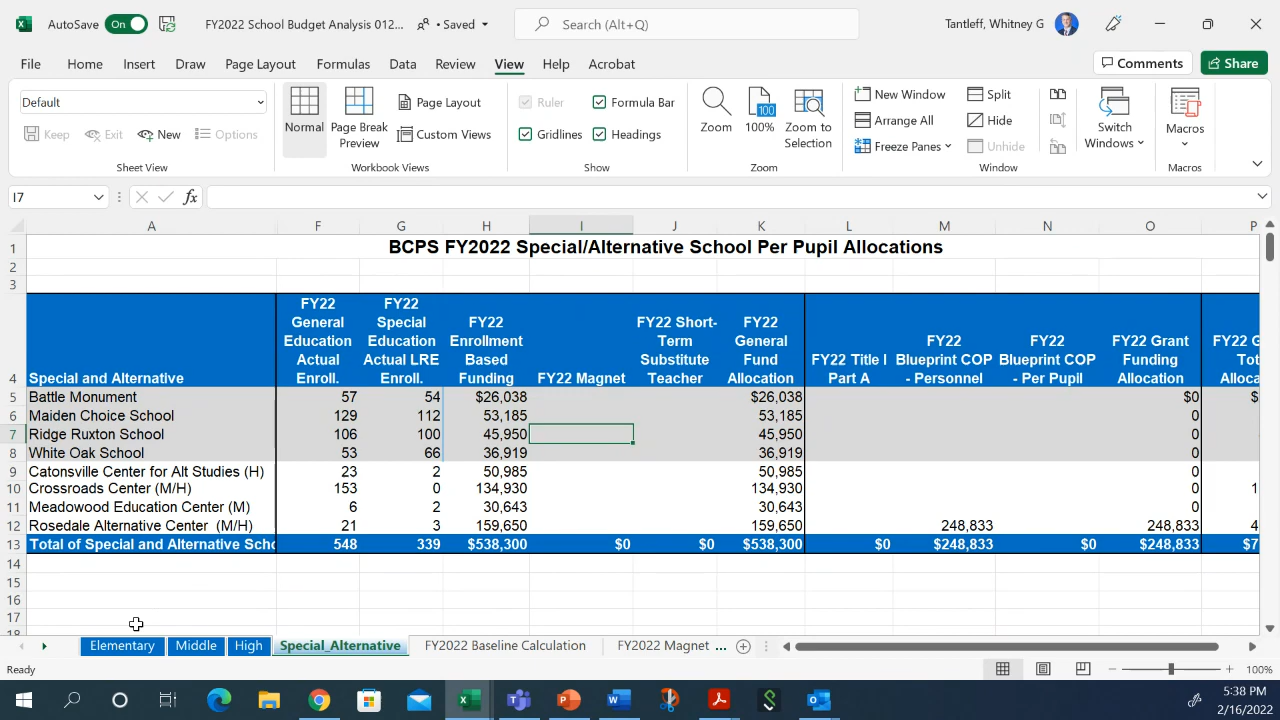 AutoSave On FY2022 School Budget Analysis 012... • Saved Search (Alt+Q) Tantleff, Whitney G
File Home Insert Draw Page Layout Formulas Data Review View Help Acrobat Comments Share
Default
Keep Exit New Options
Sheet View
Normal Page Break Preview Page Layout Custom Views
Workbook Views
Ruler Formula Bar
Gridlines Headings
Show
Zoom 100% Zoom to Selection
Zoom
New Window Arrange All Freeze Panes Split Hide Unhide Switch Windows
Window
Macros
Macros
I7 fx
A F G H I J K L M N O P
1 BCPS FY2022 Special/Alternative School Per Pupil Allocations
2
3
4 Special and Alternative FY22 General Education Actual Enroll. FY22 Special Education Actual LRE Enroll. FY22 Enrollment Based Funding FY22 Magnet FY22 Short-Term Substitute Teacher FY22 General Fund Allocation FY22 Title I Part A FY22 Blueprint COP - Personnel FY22 Blueprint COP - Per Pupil FY22 Grant Funding Allocation FY22 G Tot Alloca
5 Battle Monument 57 54 $26,038 $26,038 $0 $
6 Maiden Choice School 129 112 53,185 53,185 0
7 Ridge Ruxton School 106 100 45,950 45,950 0
8 White Oak School 53 66 36,919 36,919 0
9 Catonsville Center for Alt Studies (H) 23 2 50,985 50,985 0
10 Crossroads Center (M/H) 153 0 134,930 134,930 0 1
11 Meadowood Education Center (M) 6 2 30,643 30,643 0
12 Rosedale Alternative Center (M/H) 21 3 159,650 159,650 248,833 248,833 4
13 Total of Special and Alternative Scho 548 339 $538,300 $0 $0 $538,300 $0 $248,833 $0 $248,833 $7
14
15
16
17
18
Elementary Middle High Special_Alternative FY2022 Baseline Calculation FY2022 Magnet ...
Ready 100%
5:38 PM
2/16/2022